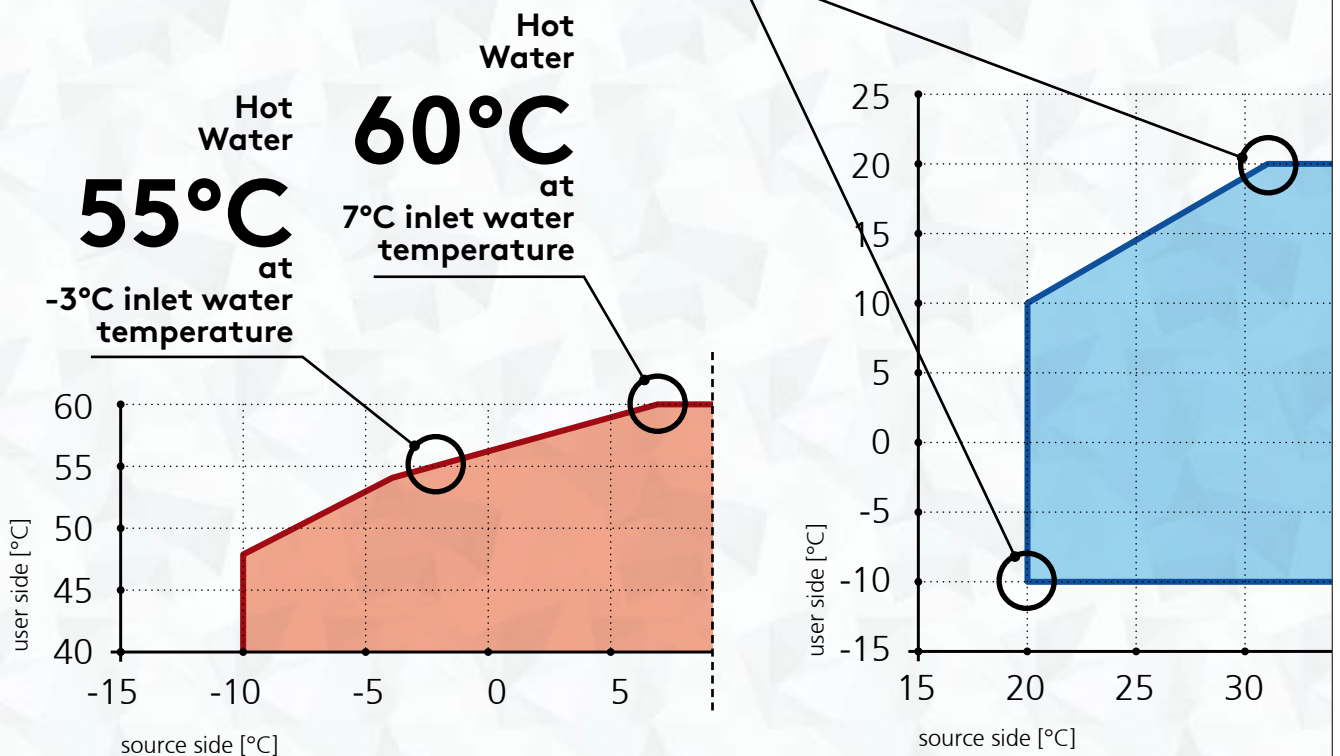 Hot
Water
55°C
at
-3°C inlet water
temperature
Hot
Water
60°C
at
7°C inlet water
temperature
60
55
50
45
40
user side [°C]
-15 -10 -5 0 5
source side [°C]
25
20
15
10
5
0
-5
-10
-15
user side [°C]
15 20 25 30
source side [°C]